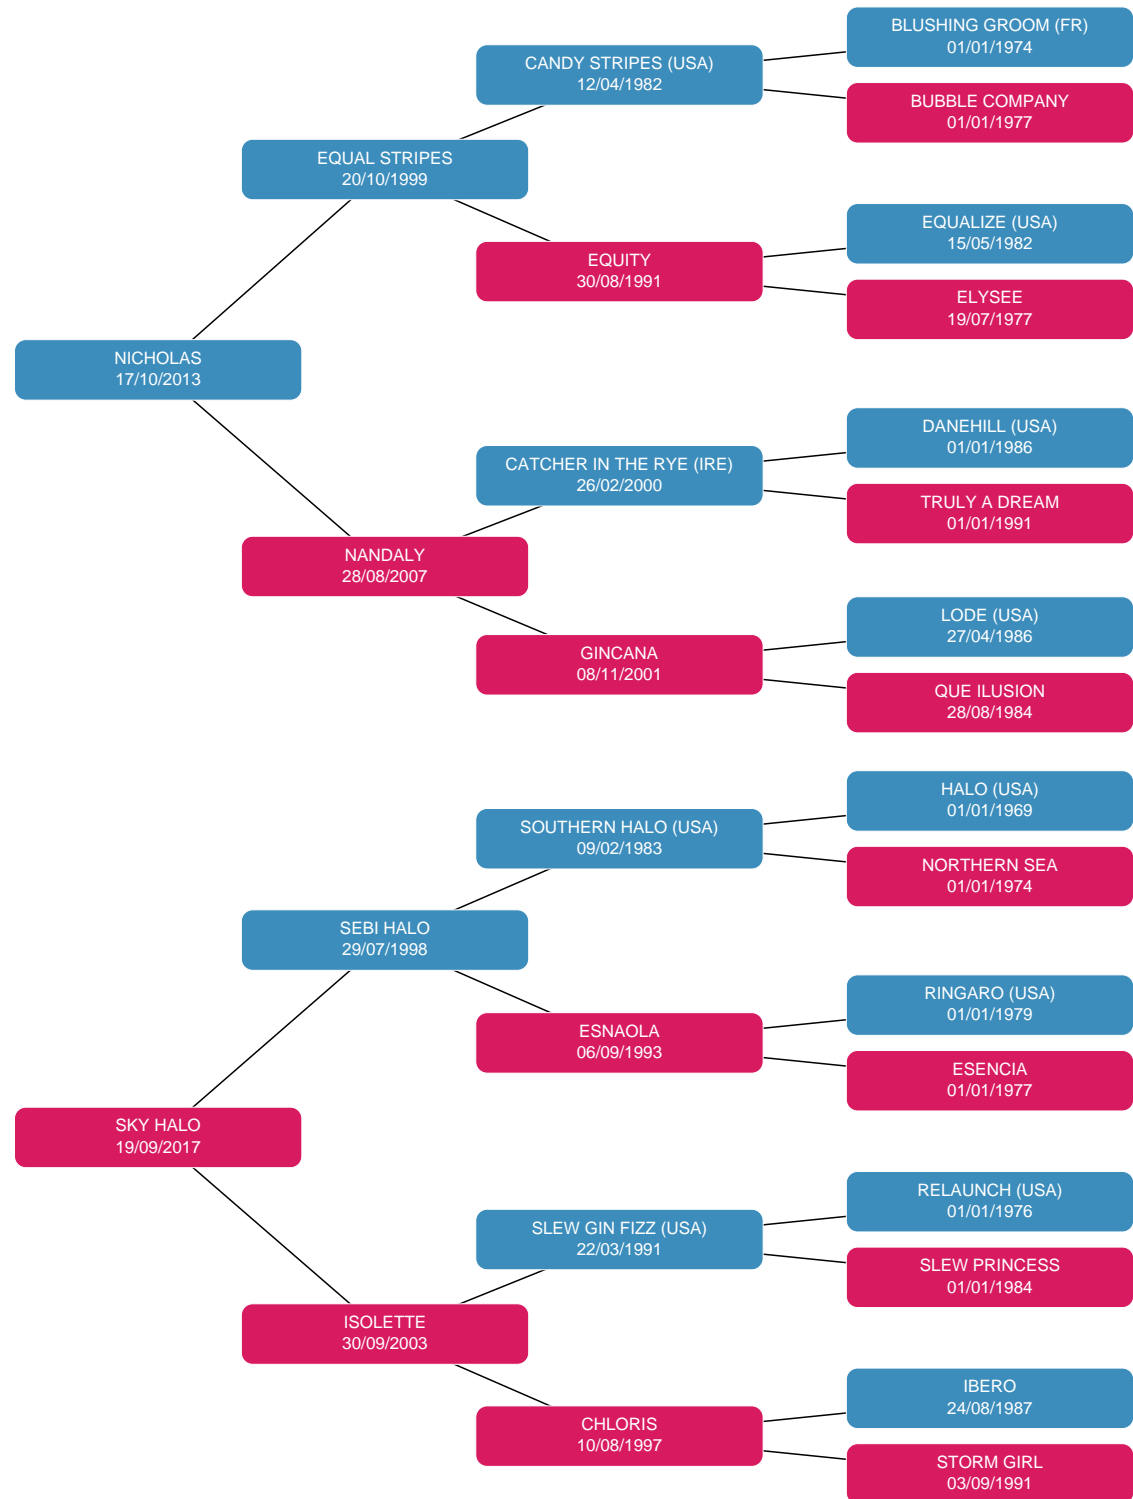 BLUSHING GROOM (FR)
01/01/1974
CANDY STRIPES (USA)
12/04/1982
BUBBLE COMPANY
01/01/1977
EQUAL STRIPES
20/10/1999
EQUALIZE (USA)
15/05/1982
EQUITY
30/08/1991
ELYSEE
19/07/1977
NICHOLAS
17/10/2013
DANEHILL (USA)
01/01/1986
CATCHER IN THE RYE (IRE)
26/02/2000
TRULY A DREAM
01/01/1991
NANDALY
28/08/2007
LODE (USA)
27/04/1986
GINCANA
08/11/2001
QUE ILUSION
28/08/1984
HALO (USA)
01/01/1969
SOUTHERN HALO (USA)
09/02/1983
NORTHERN SEA
01/01/1974
SEBI HALO
29/07/1998
RINGARO (USA)
01/01/1979
ESNAOLA
06/09/1993
ESENCIA
01/01/1977
SKY HALO
19/09/2017
RELAUNCH (USA)
01/01/1976
SLEW GIN FIZZ (USA)
22/03/1991
SLEW PRINCESS
01/01/1984
ISOLETTE
30/09/2003
IBERO
24/08/1987
CHLORIS
10/08/1997
STORM GIRL
03/09/1991